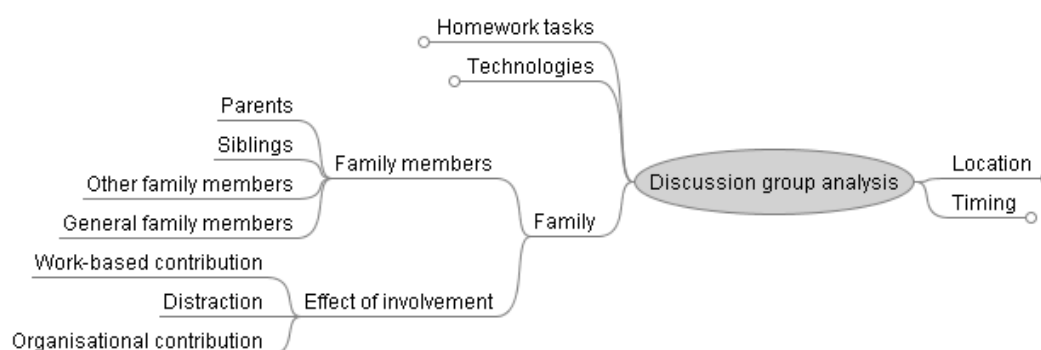 Homework tasks
Technologies
Parents
Siblings
Family members
Other family members
General family members
Family
Work-based contribution
Distraction
Effect of involvement
Organisational contribution
Discussion group analysis
Location
Timing